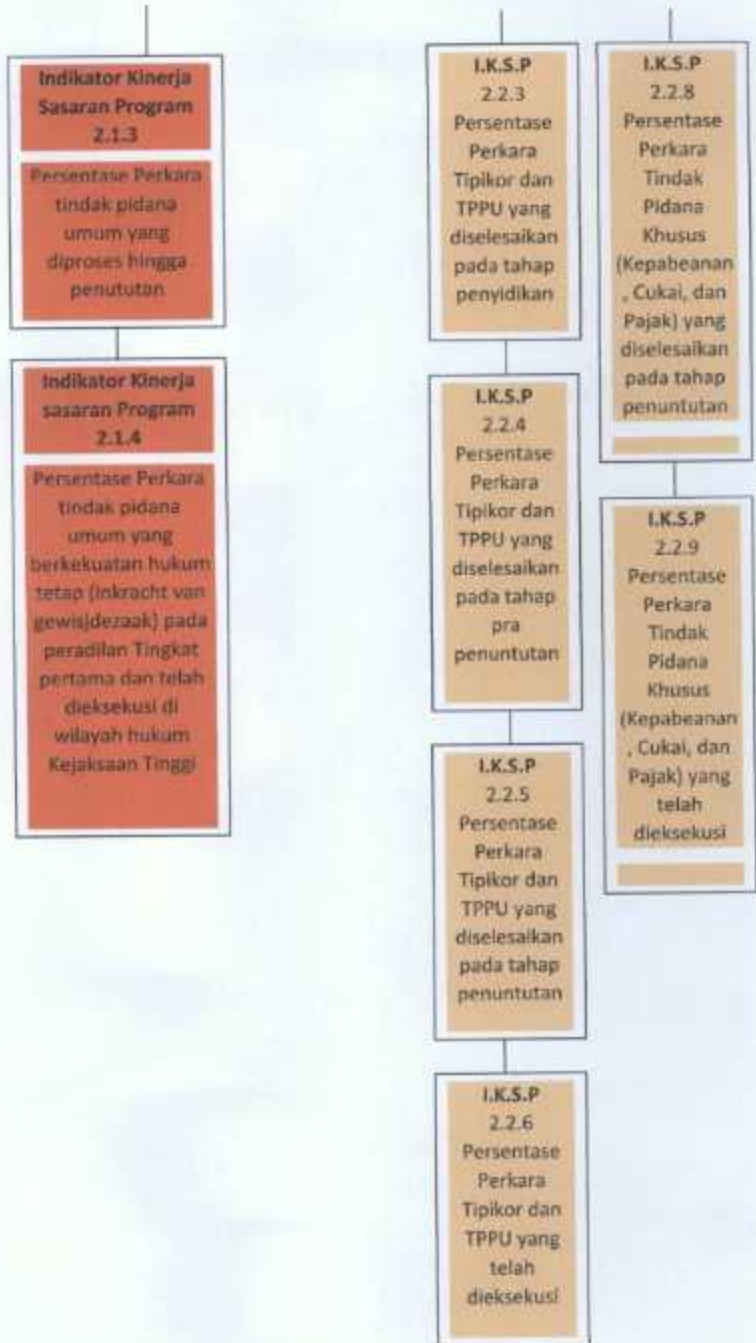 Indikator Kinerja
Sasaran Program
2.1.3
Persentase Perkara
tindak pidana
umum yang
diproses hingga
penututan
Indikator Kinerja
sasaran Program
2.1.4
Persentase Perkara
tindak pidana
umum yang
berkekuatan hukum
tetap (inkracht van
gewisjdezaak) pada
peradilan Tingkat
pertama dan telah
dieksekusi di
wilayah hukum
Kejaksaan Tinggi
I.K.S.P
2.2.3
Persentase
Perkara
Tipikor dan
TPPU yang
diselesaikan
pada tahap
penyidikan
I.K.S.P
2.2.4
Persentase
Perkara
Tipikor dan
TPPU yang
diselesaikan
pada tahap
pra
penuntutan
I.K.S.P
2.2.5
Persentase
Perkara
Tipikor dan
TPPU yang
diselesaikan
pada tahap
penuntutan
I.K.S.P
2.2.6
Persentase
Perkara
Tipikor dan
TPPU yang
telah
dieksekusi
I.K.S.P
2.2.8
Persentase
Perkara
Tindak
Pidana
Khusus
(Kepabeanan
, Cukai, dan
Pajak) yang
diselesaikan
pada tahap
penuntutan
I.K.S.P
2.2.9
Persentase
Perkara
Tindak
Pidana
Khusus
(Kepabeanan
, Cukai, dan
Pajak) yang
telah
dieksekusi